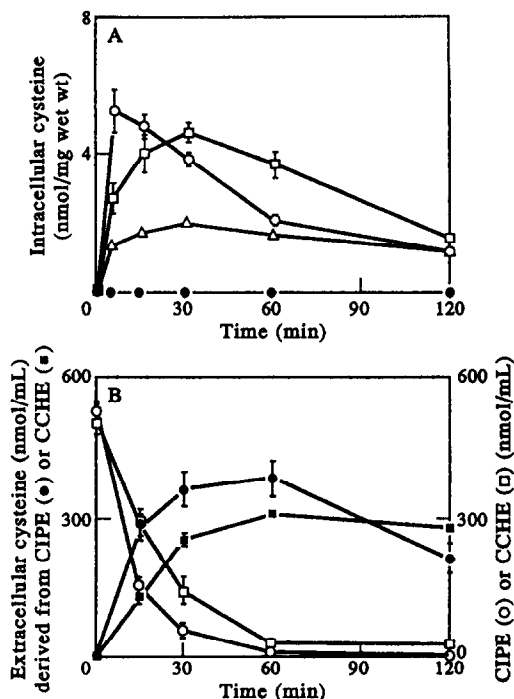 8
A
4
Intracellular cysteine
(nmol/mg wet wt)
0 30 60 90 120
Time (min)
600
B
300
Extracellular cysteine (nmol/mL)
derived from CIPE (●) or CCHE (■)
600
300
0
CIPE (○) or CCHE (□) (nmol/mL)
0 30 60 90 120
Time (min)